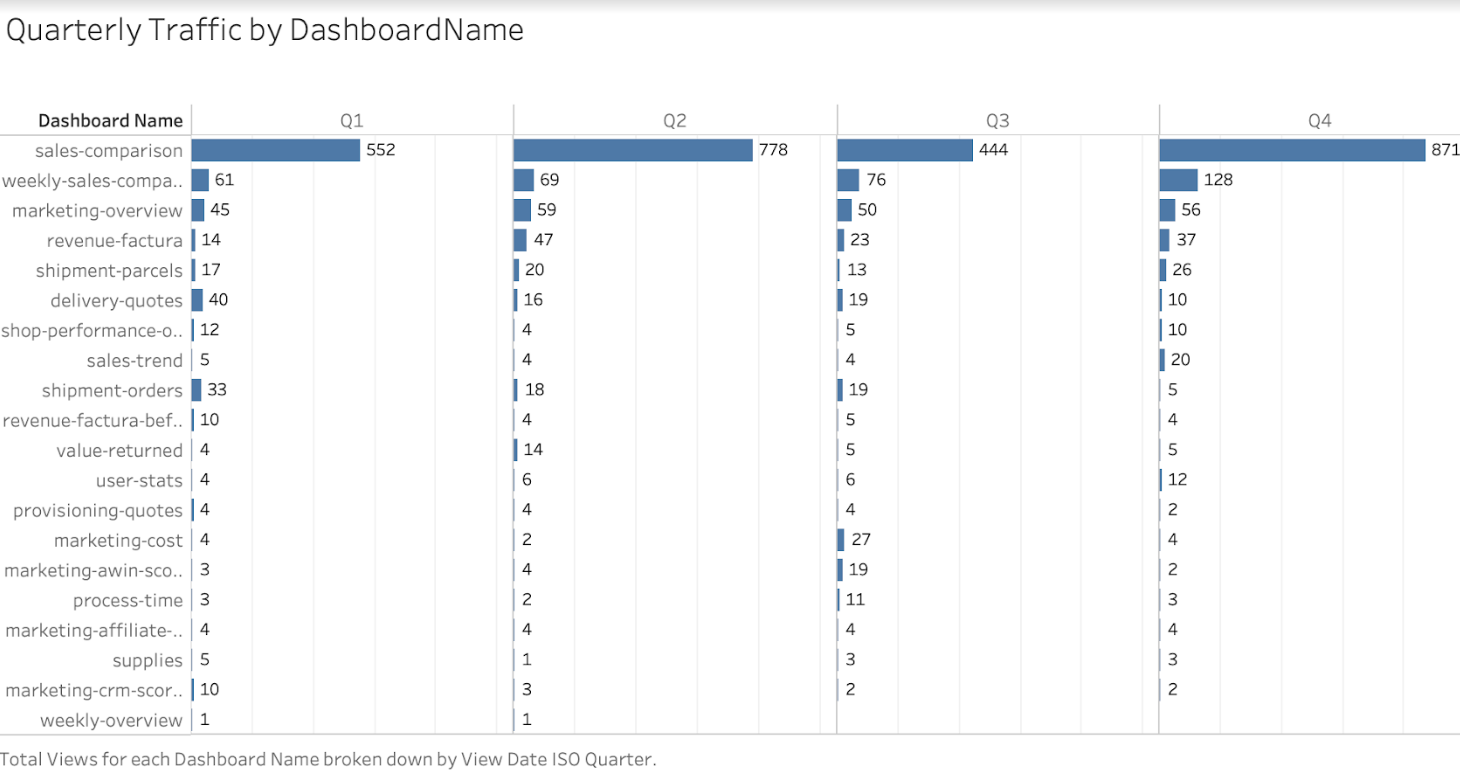 Quarterly Traffic by DashboardName
Dashboard Name Q1 Q2 Q3 Q4
sales-comparison 552 778 444 871
weekly-sales-compa.. 61 69 76 128
marketing-overview 45 59 50 56
revenue-factura 14 47 23 37
shipment-parcels 17 20 13 26
delivery-quotes 40 16 19 10
shop-performance-o.. 12 4 5 10
sales-trend 5 4 4 20
shipment-orders 33 18 19 5
revenue-factura-bef.. 10 4 5 4
value-returned 4 14 5 5
user-stats 4 6 6 12
provisioning-quotes 4 4 4 2
marketing-cost 4 2 27 4
marketing-awin-sco.. 3 4 19 2
process-time 3 2 11 3
marketing-affiliate-.. 4 4 4 4
supplies 5 1 3 3
marketing-crm-scor.. 10 3 2 2
weekly-overview 1 1
Total Views for each Dashboard Name broken down by View Date ISO Quarter.